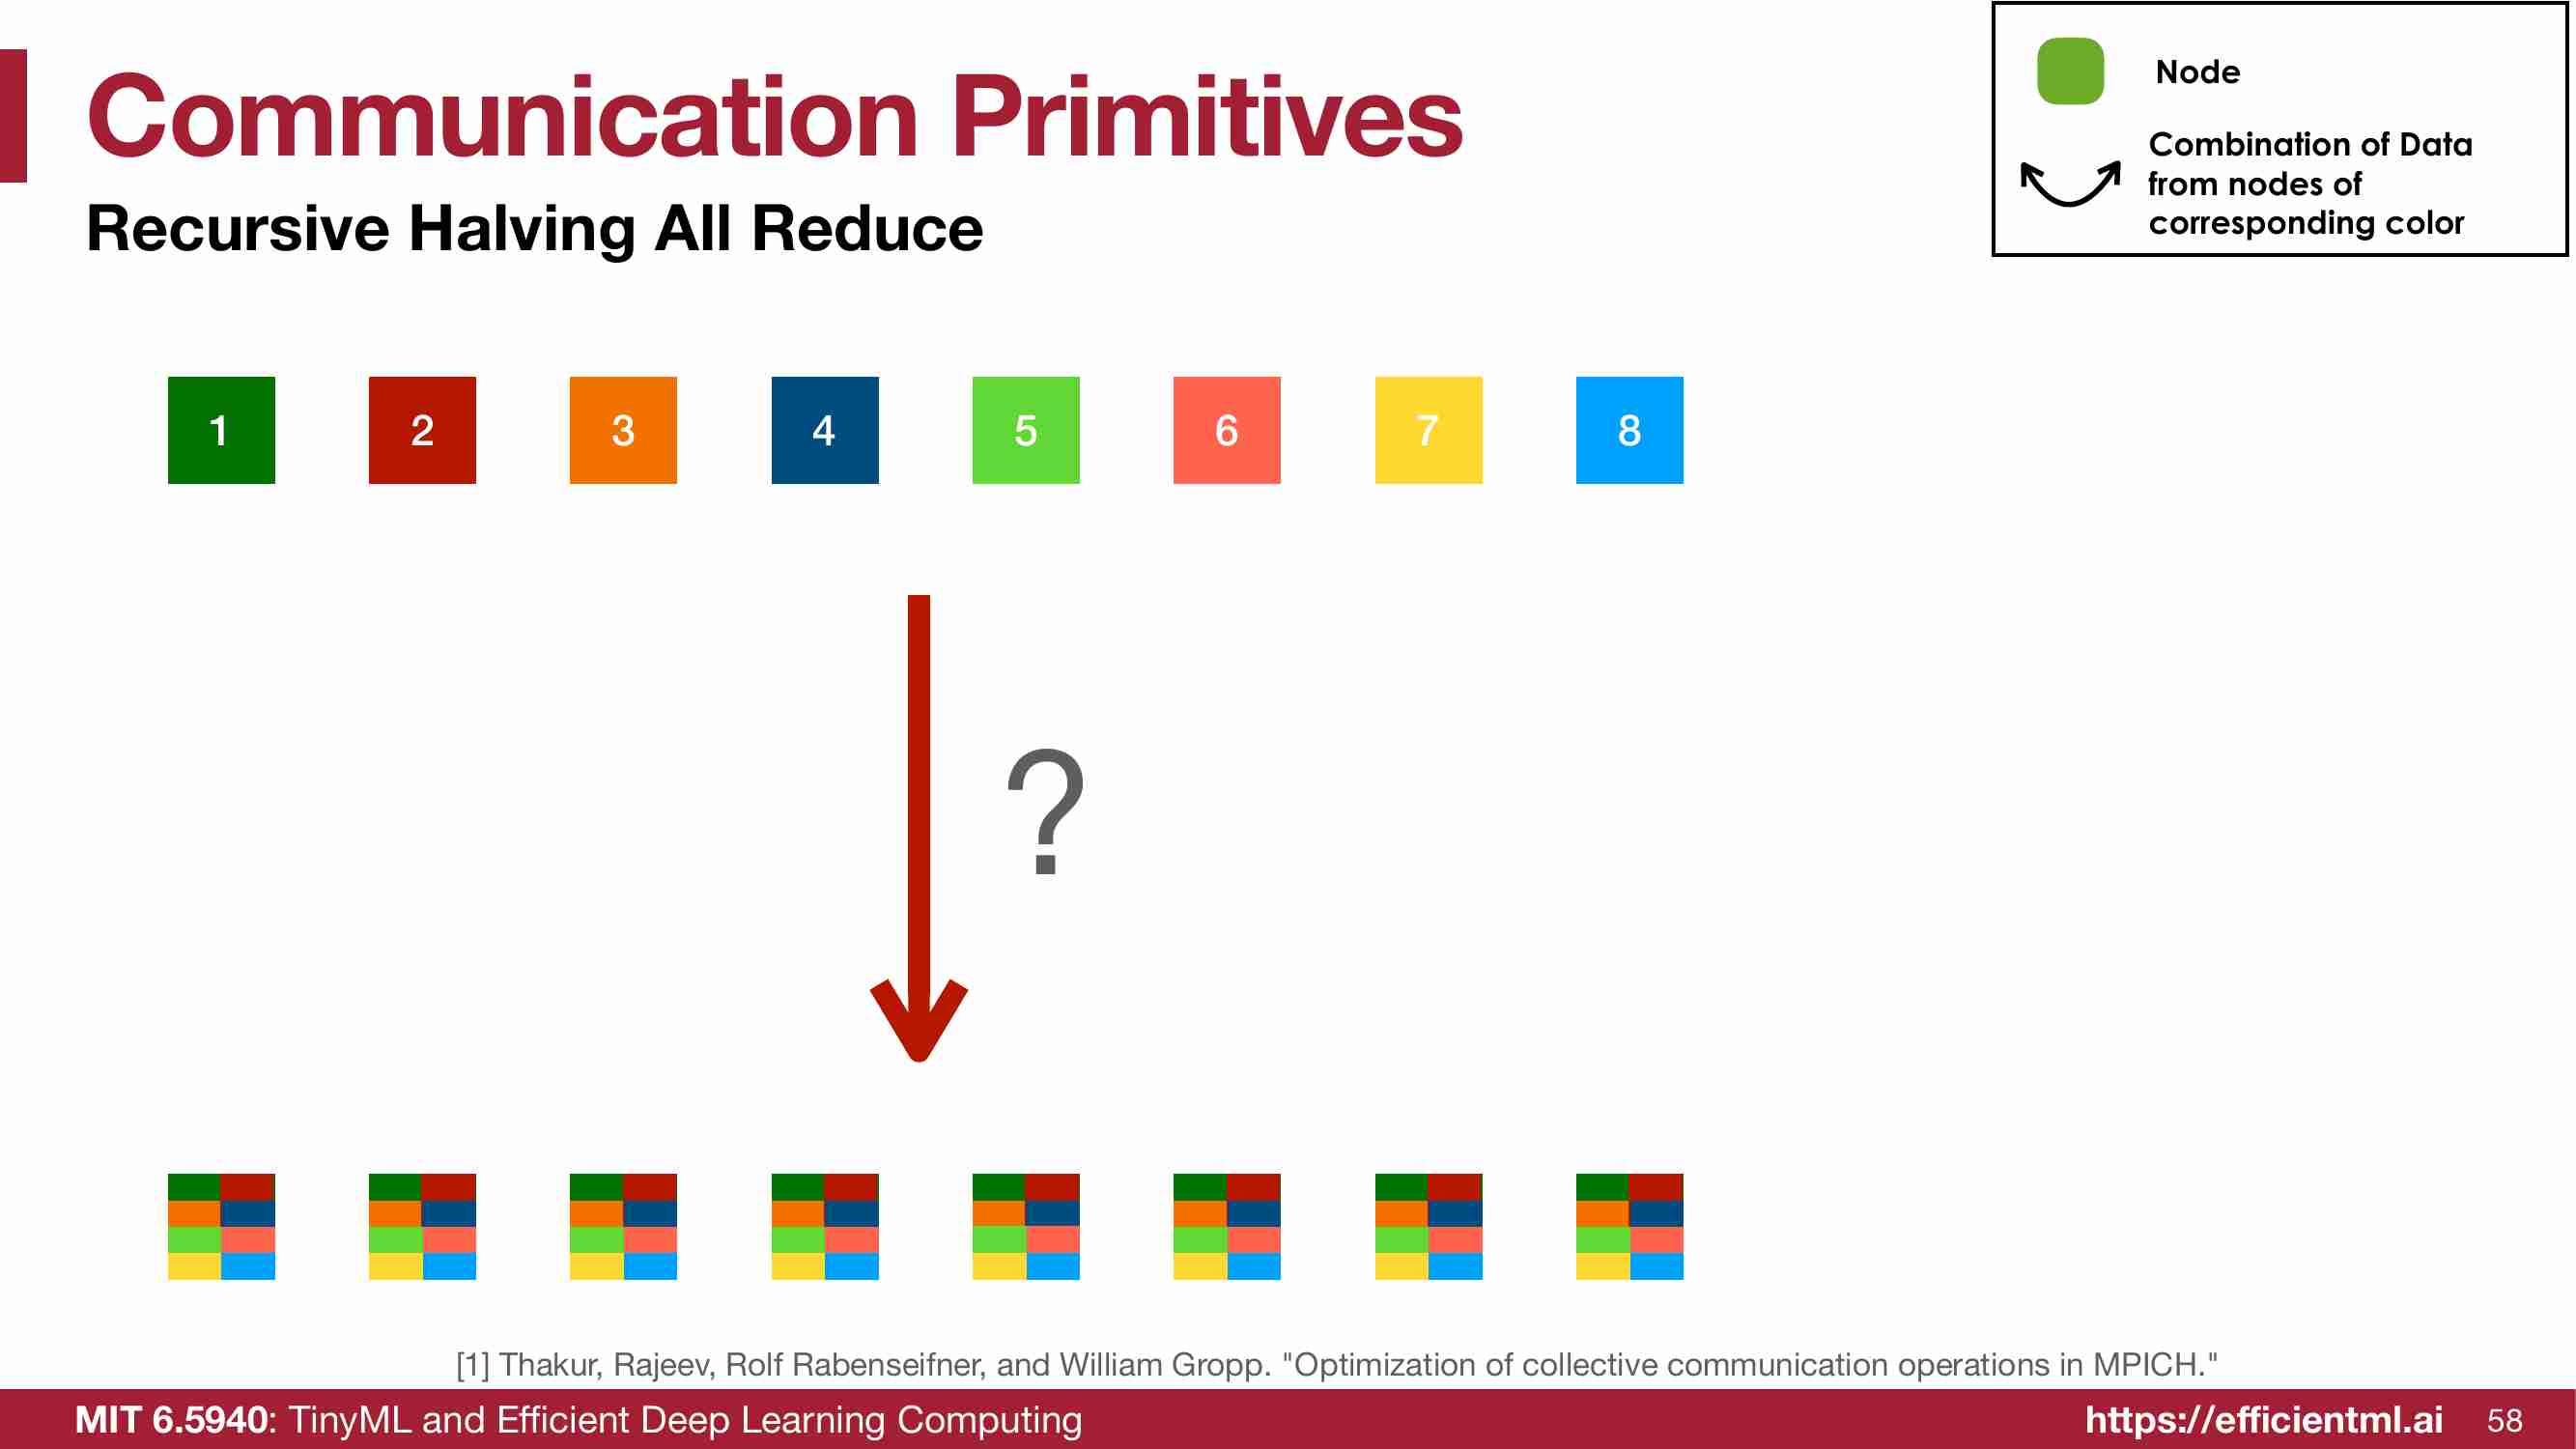 Communication Primitives
Recursive Halving All Reduce
Node
Combination of Data
from nodes of
corresponding color
1 2 3 4 5 6 7 8
?
[1] Thakur, Rajeev, Rolf Rabenseifner, and William Gropp. "Optimization of collective communication operations in MPICH."
MIT 6.5940: TinyML and Efficient Deep Learning Computing
https://efficientml.ai 58